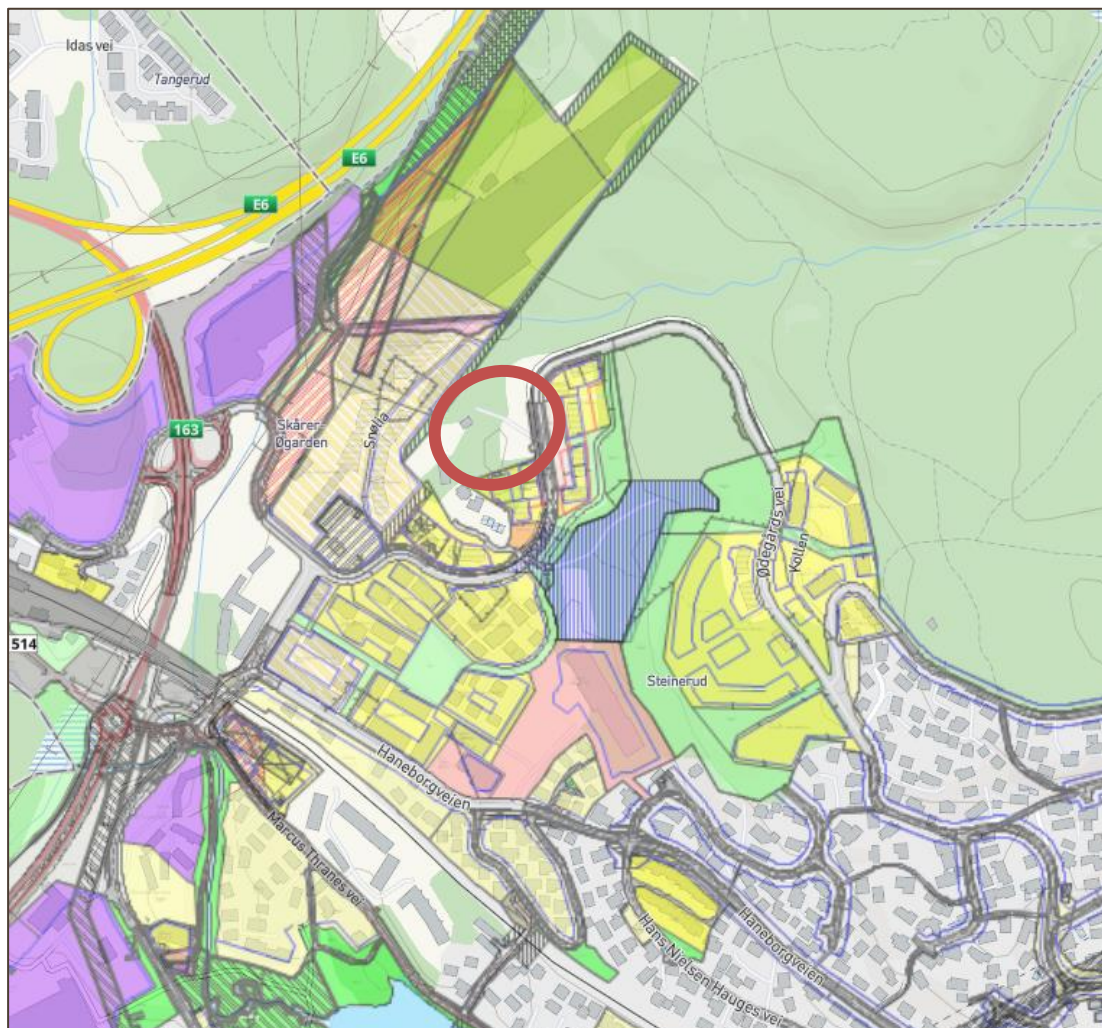 Idas vei
Tangerud
E6
E6
163
Skårer-
Øgarden
Snølia
514
Ødegårds vei
Kollen
Steinerud
Haneborgveien
Marcus Thranes vei
Haneborgveien
Hans Nielsen Hauges vei